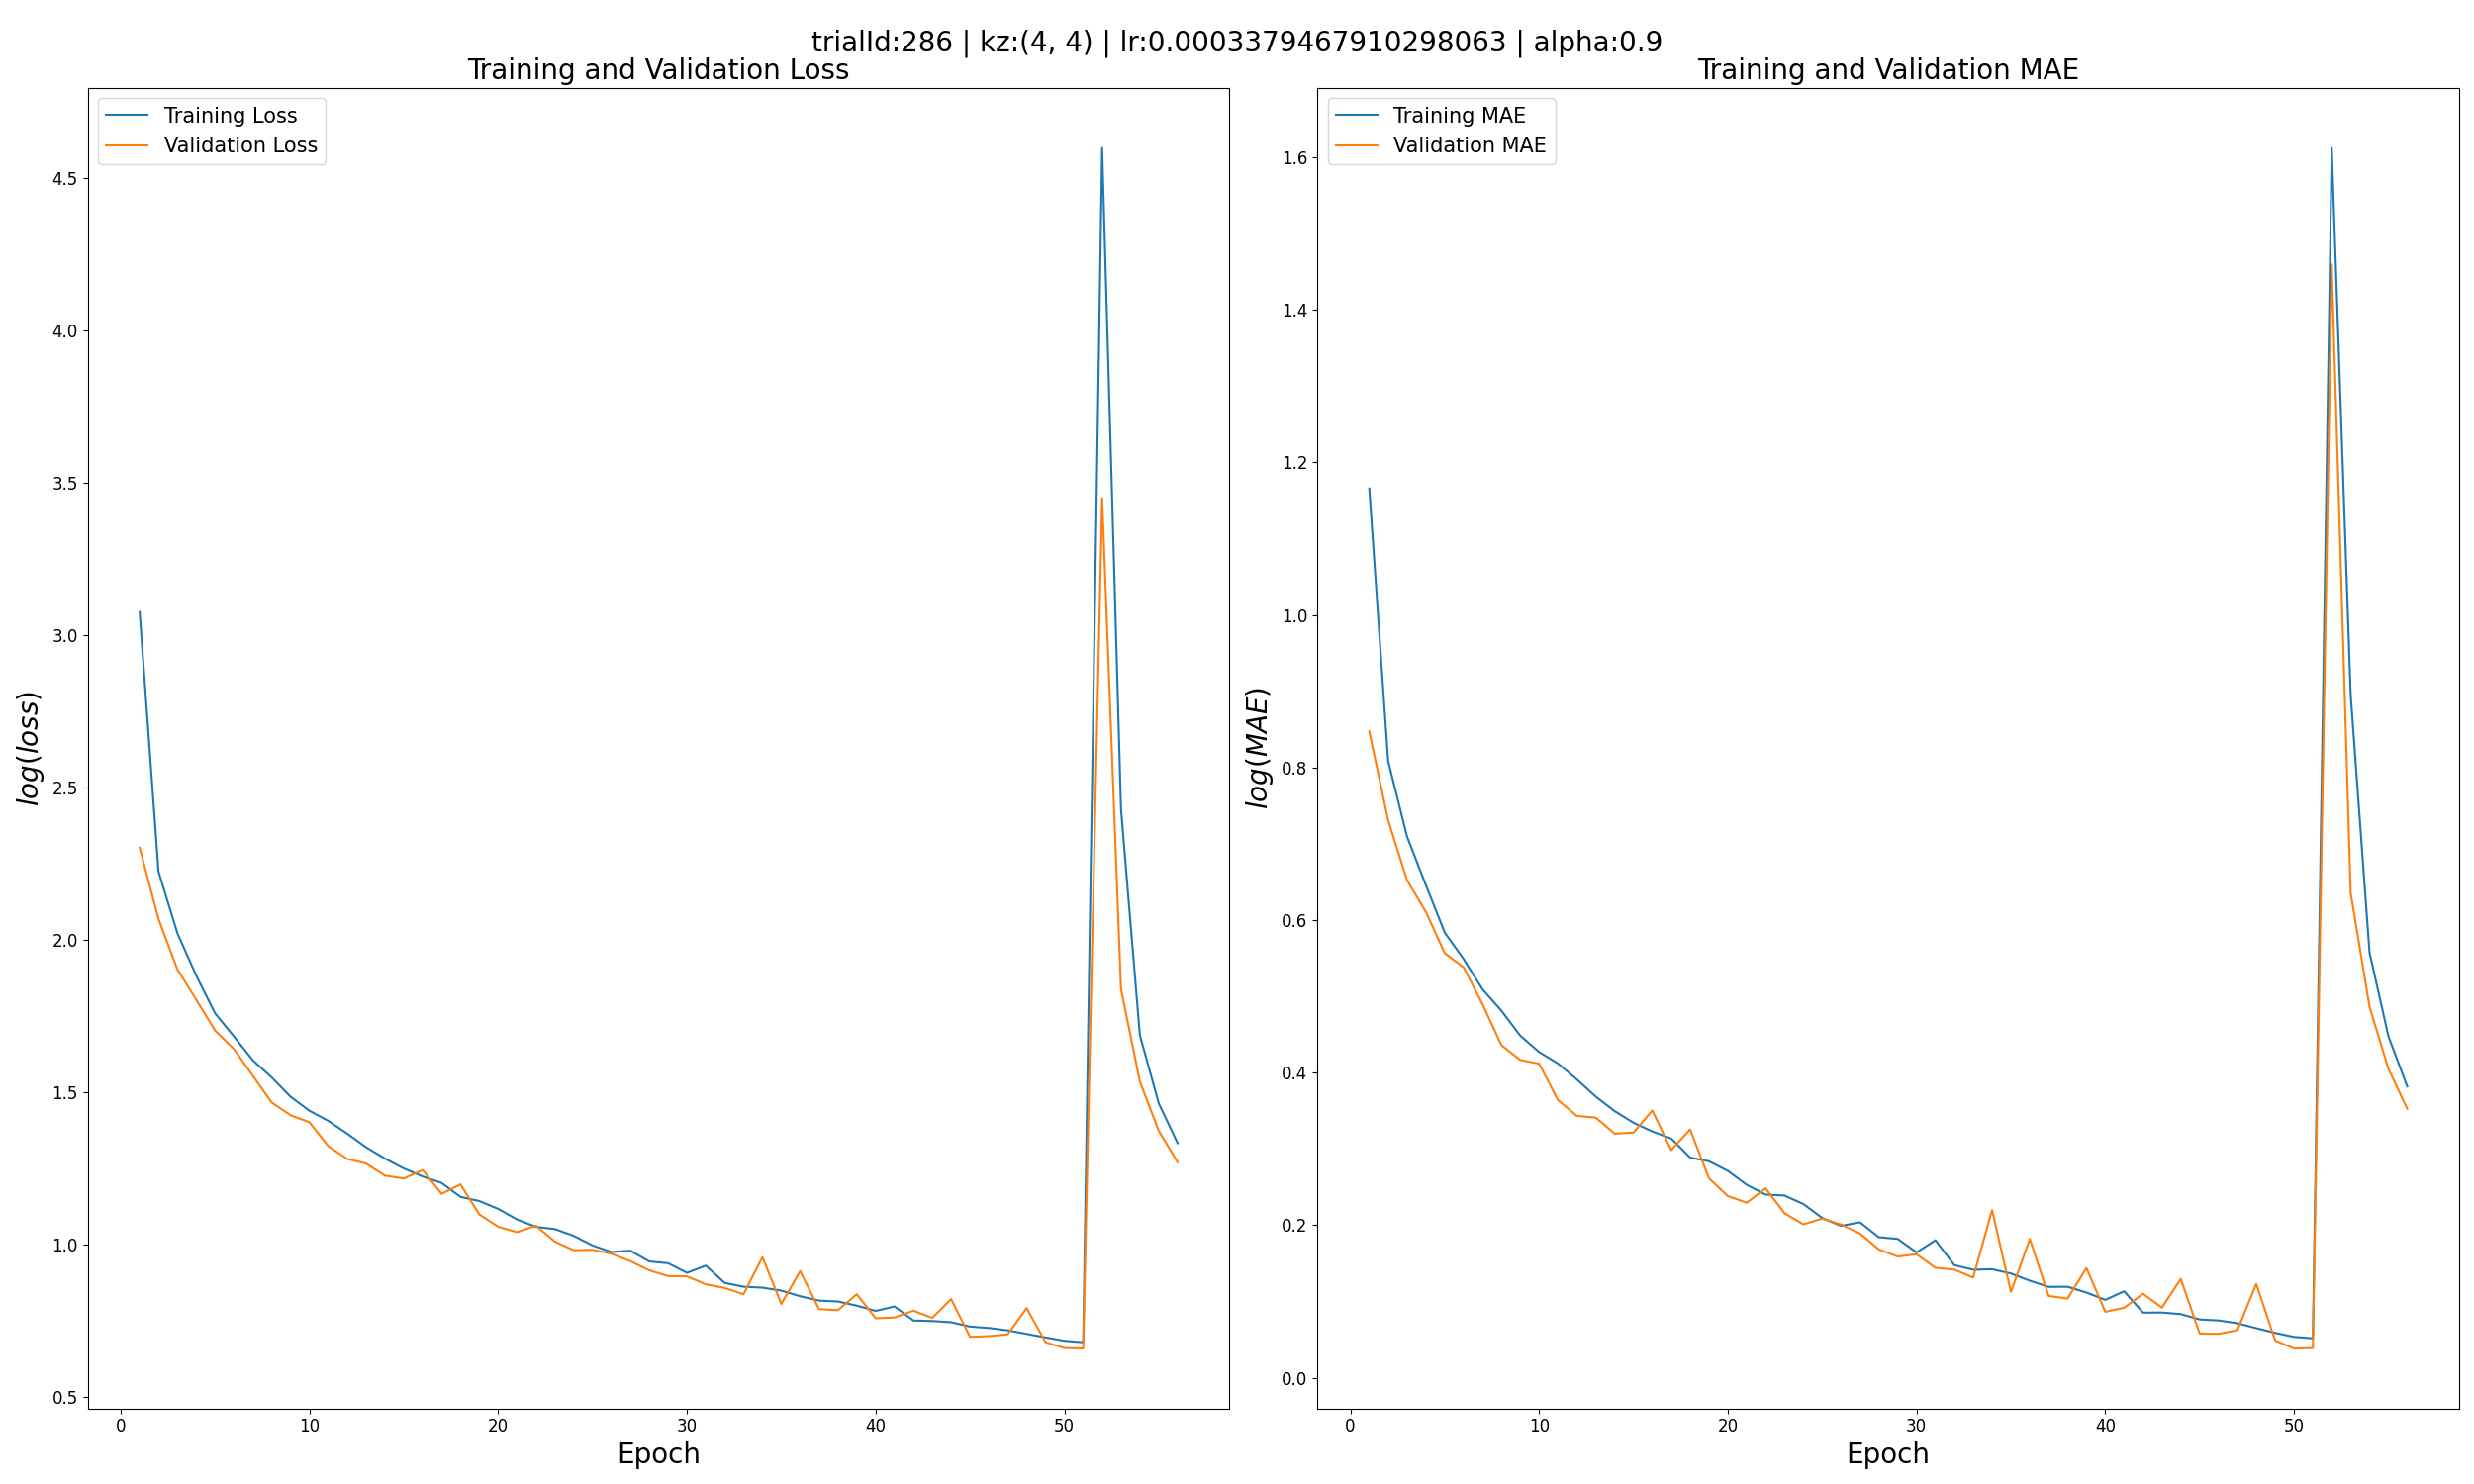 trialId:286 | kz:(4, 4) | lr:0.0003379467910298063 | alpha:0.9
Training and Validation Loss
Training Loss
Validation Loss
4.5
4.0
3.5
3.0
2.5
2.0
1.5
1.0
0.5
log(loss)
0 10 20 30 40 50
Epoch
Training and Validation MAE
Training MAE
Validation MAE
1.6
1.4
1.2
1.0
0.8
0.6
0.4
0.2
0.0
log(MAE)
0 10 20 30 40 50
Epoch